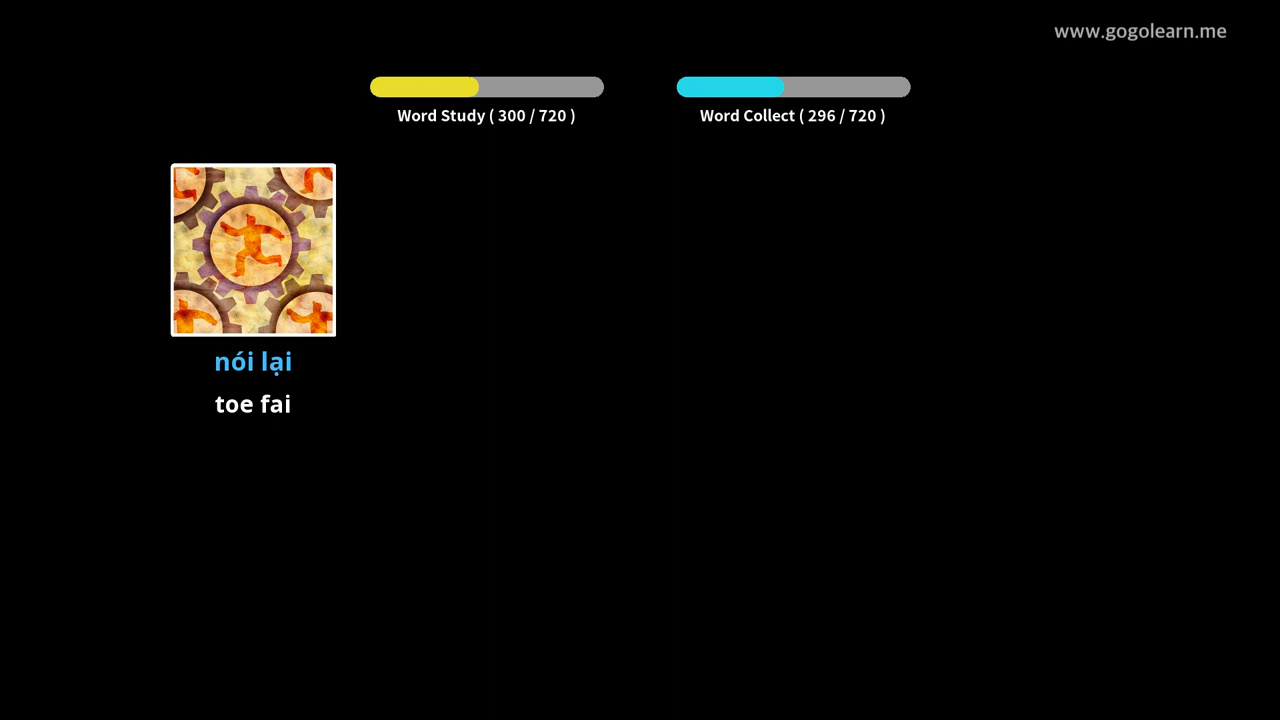 www.gogolearn.me
Word Study ( 300 / 720 )
Word Collect ( 296 / 720 )
nói lại
toe fai